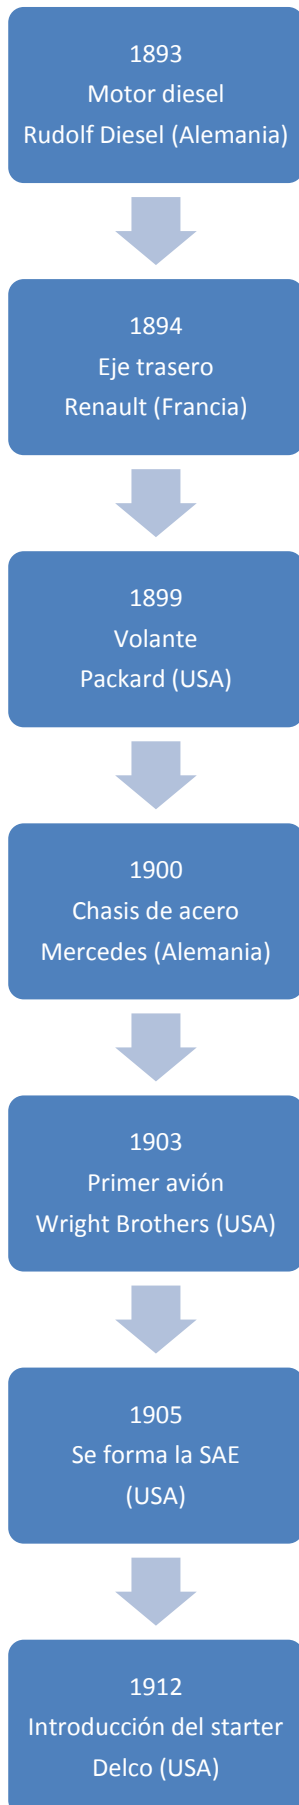 1893
Motor diesel
Rudolf Diesel (Alemania)
1894
Eje trasero
Renault (Francia)
1899
Volante
Packard (USA)
1900
Chasis de acero
Mercedes (Alemania)
1903
Primer avión
Wright Brothers (USA)
1905
Se forma la SAE
(USA)
1912
Introducción del starter
Delco (USA)